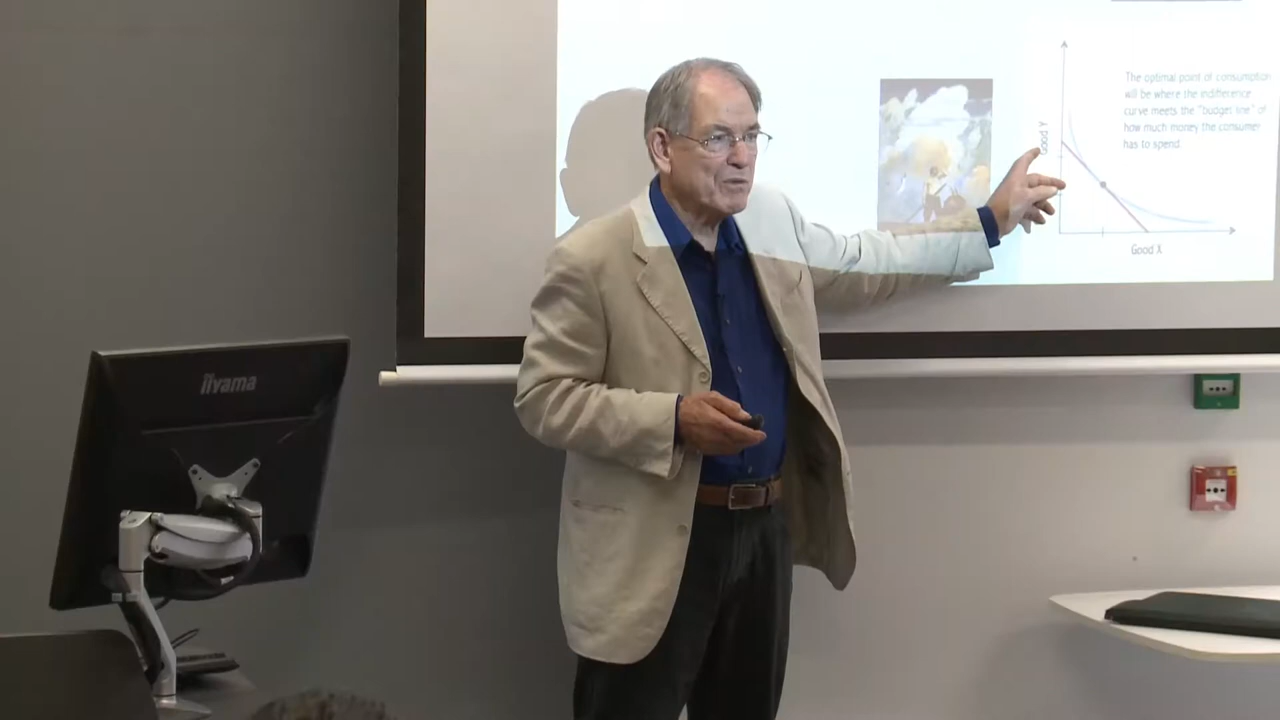 The optimal point of consumption
will be where the indifference
curve meets the "budget line" of
how much money the consumer
has to spend
Good Y
Good X
iiyama